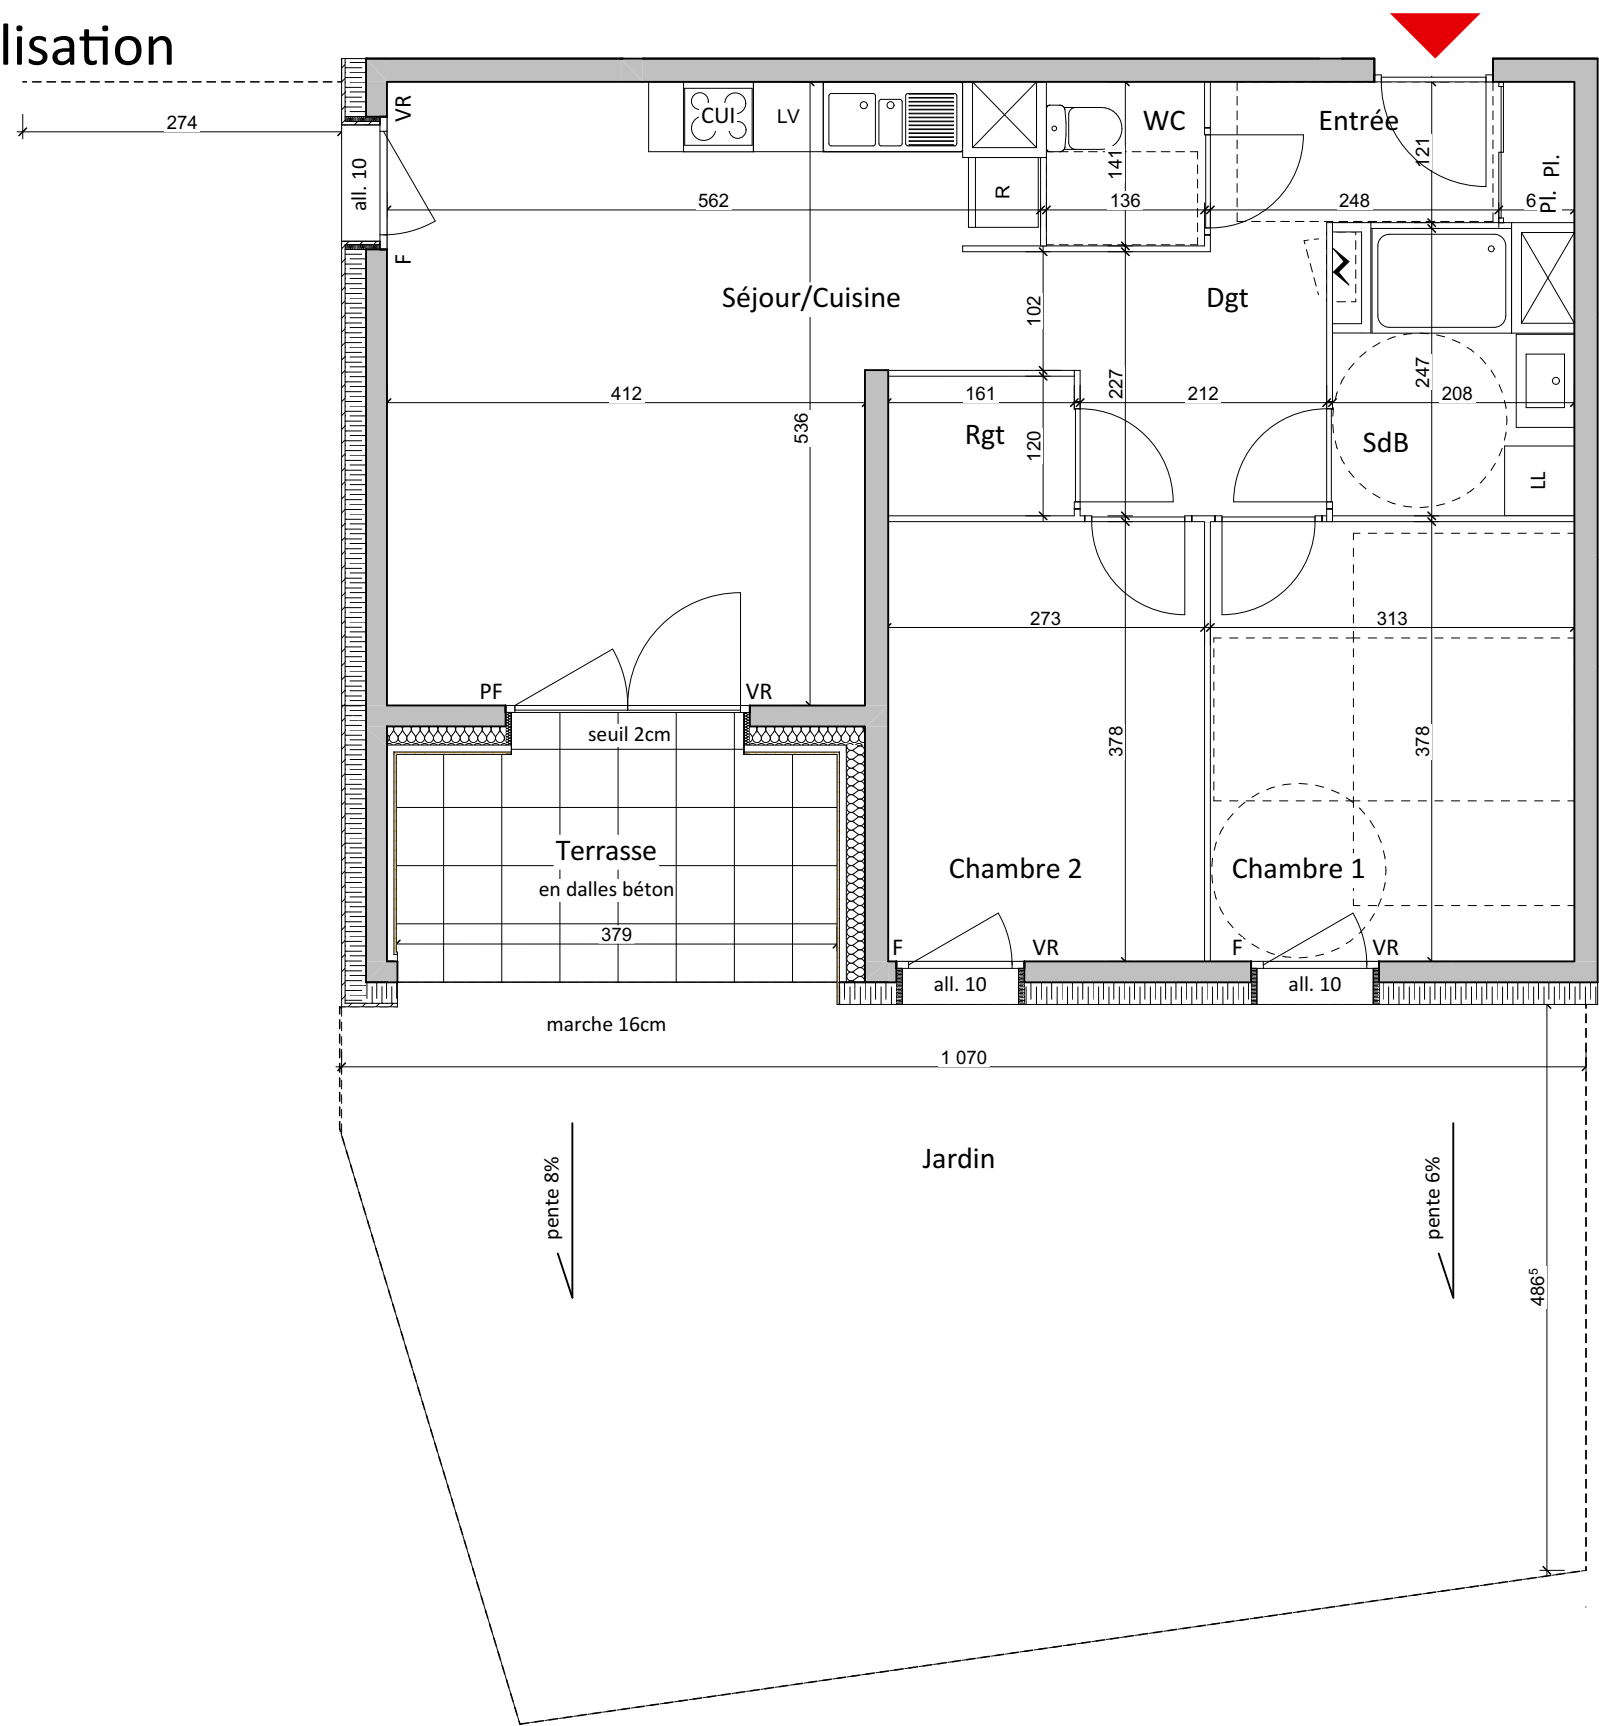 lisation
274
VR
all. 10
F
CUI
LV
R
WC
141
136
Entrée
121
248
Pl.
Pl.
6
562
Séjour/Cuisine
102
Dgt
412
536
161
227
212
247
208
Rgt
120
SdB
LL
PF
VR
seuil 2cm
273
313
378
378
Terrasse
en dalles béton
379
Chambre 2
Chambre 1
F
VR
F
VR
all. 10
all. 10
marche 16cm
1 070
Jardin
pente 8%
pente 6%
486⁵